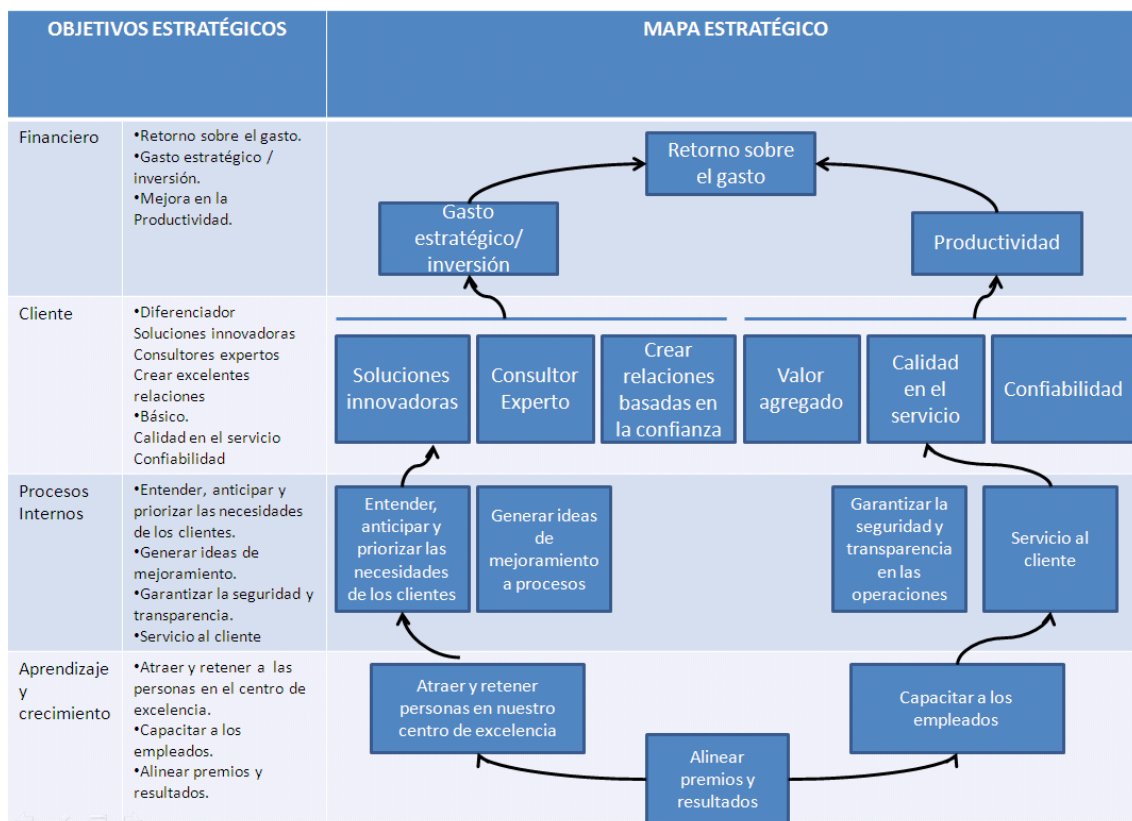 OBJETIVOS ESTRATÉGICOS
MAPA ESTRATÉGICO
Financiero
•Retorno sobre el gasto.
•Gasto estratégico /
inversión.
•Mejora en la
Productividad.
Retorno sobre
el gasto
Gasto
estratégico/
inversión
Productividad
Cliente
•Diferenciador
Soluciones innovadoras
Consultores expertos
Crear excelentes
relaciones
•Básico.
Calidad en el servicio
Confiabilidad
Soluciones
innovadoras
Consultor
Experto
Crear
relaciones
basadas en
la confianza
Valor
agregado
Calidad
en el
servicio
Confiabilidad
Procesos
Internos
•Entender, anticipar y
priorizar las necesidades
de los clientes.
•Generar ideas de
mejoramiento.
•Garantizar la seguridad y
transparencia.
•Servicio al cliente
Entender,
anticipar y
priorizar las
necesidades
de los clientes
Generar ideas
de
mejoramiento
a procesos
Garantizar la
seguridad y
transparencia
en las
operaciones
Servicio al
cliente
Aprendizaje
y
crecimiento
•Atraer y retener a  las
personas en el centro de
excelencia.
•Capacitar a los
empleados.
•Alinear premios y
resultados.
Atraer y retener
personas en nuestro
centro de excelencia
Capacitar a los
empleados
Alinear
premios y
resultados